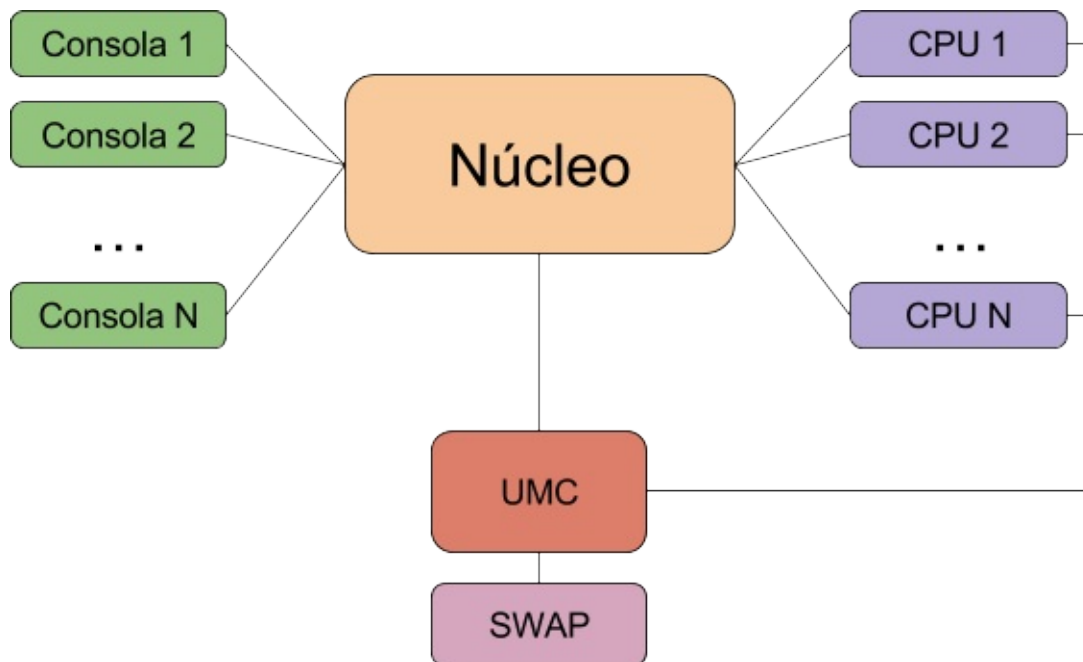 Consola 1
Consola 2
...
Consola N
Núcleo
CPU 1
CPU 2
...
CPU N
UMC
SWAP